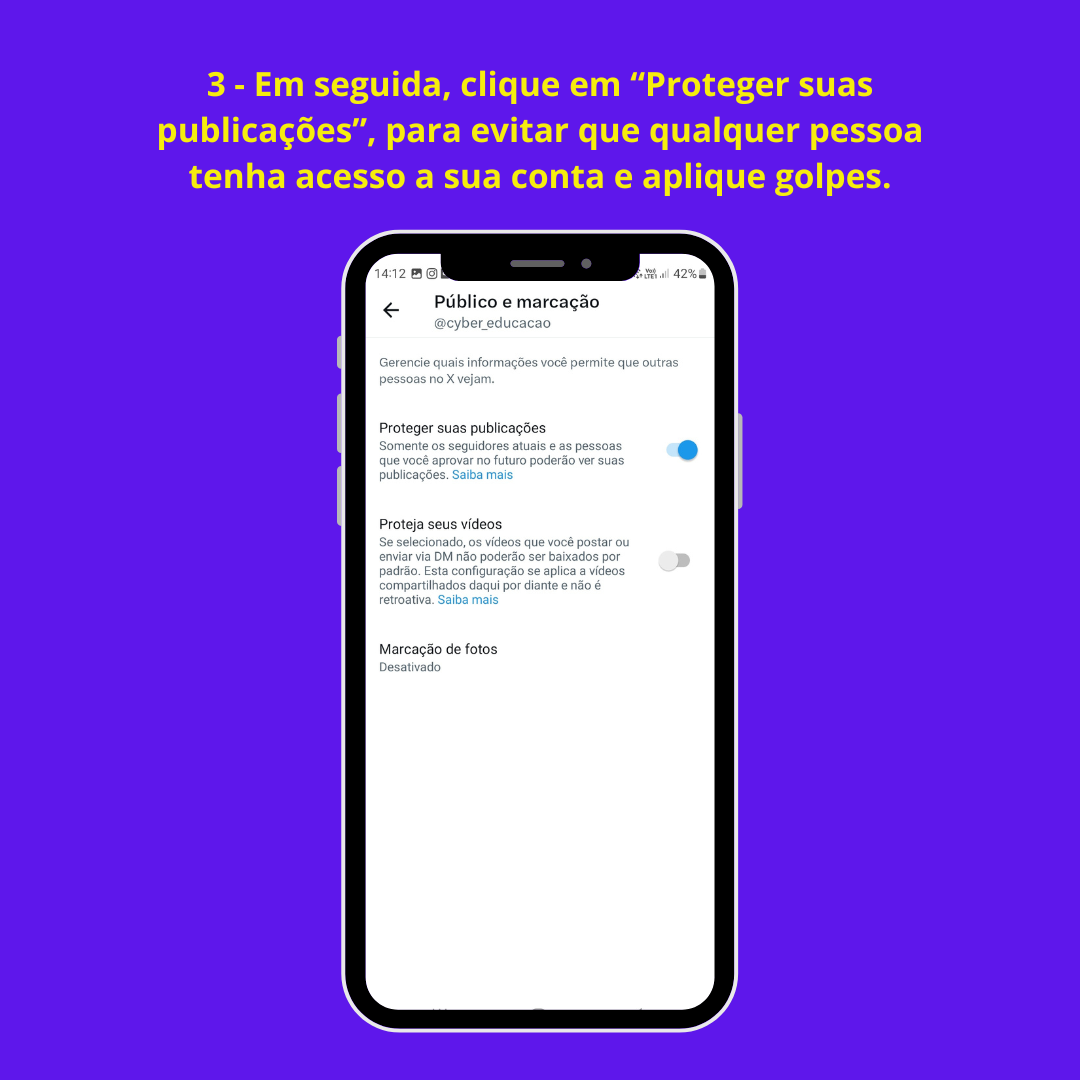 3 - Em seguida, clique em “Proteger suas
publicações”, para evitar que qualquer pessoa
tenha acesso a sua conta e aplique golpes.
14:12
42%
Público e marcação
@cyber_educacao
Gerencie quais informações você permite que outras
pessoas no X vejam.
Proteger suas publicações
Somente os seguidores atuais e as pessoas
que você aprovar no futuro poderão ver suas
publicações. Saiba mais
Proteja seus vídeos
Se selecionado, os vídeos que você postar ou
enviar via DM não poderão ser baixados por
padrão. Esta configuração se aplica a vídeos
compartilhados daqui por diante e não é
retroativa. Saiba mais
Marcação de fotos
Desativado